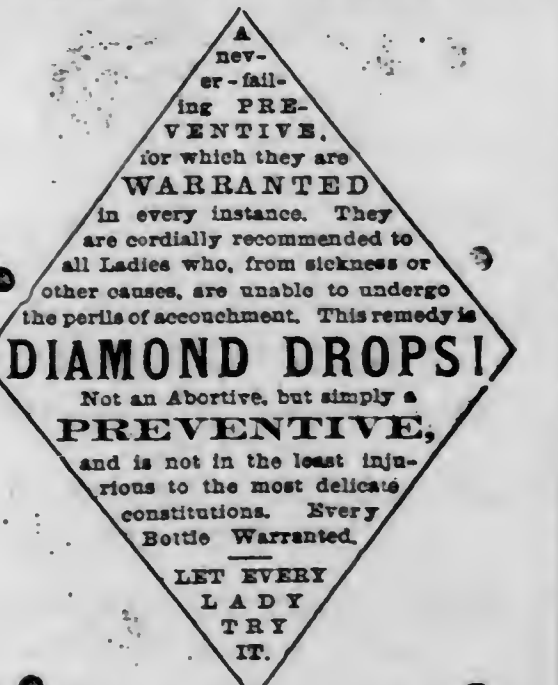 A
nev-
er-fail-
ing PRE-
VENTIVE,
for which they are
WARRANTED
in every instance. They
are cordially recommended to
all Ladies who, from sickness or
other causes, are unable to undergo
the perils of accouchment. This remedy is
DIAMOND DROPS!
Not an Abortive, but simply a
PREVENTIVE,
and is not in the least inju-
rious to the most delicate
constitutions. Every
Bottle Warranted.
LET EVERY
LADY
TRY
IT.